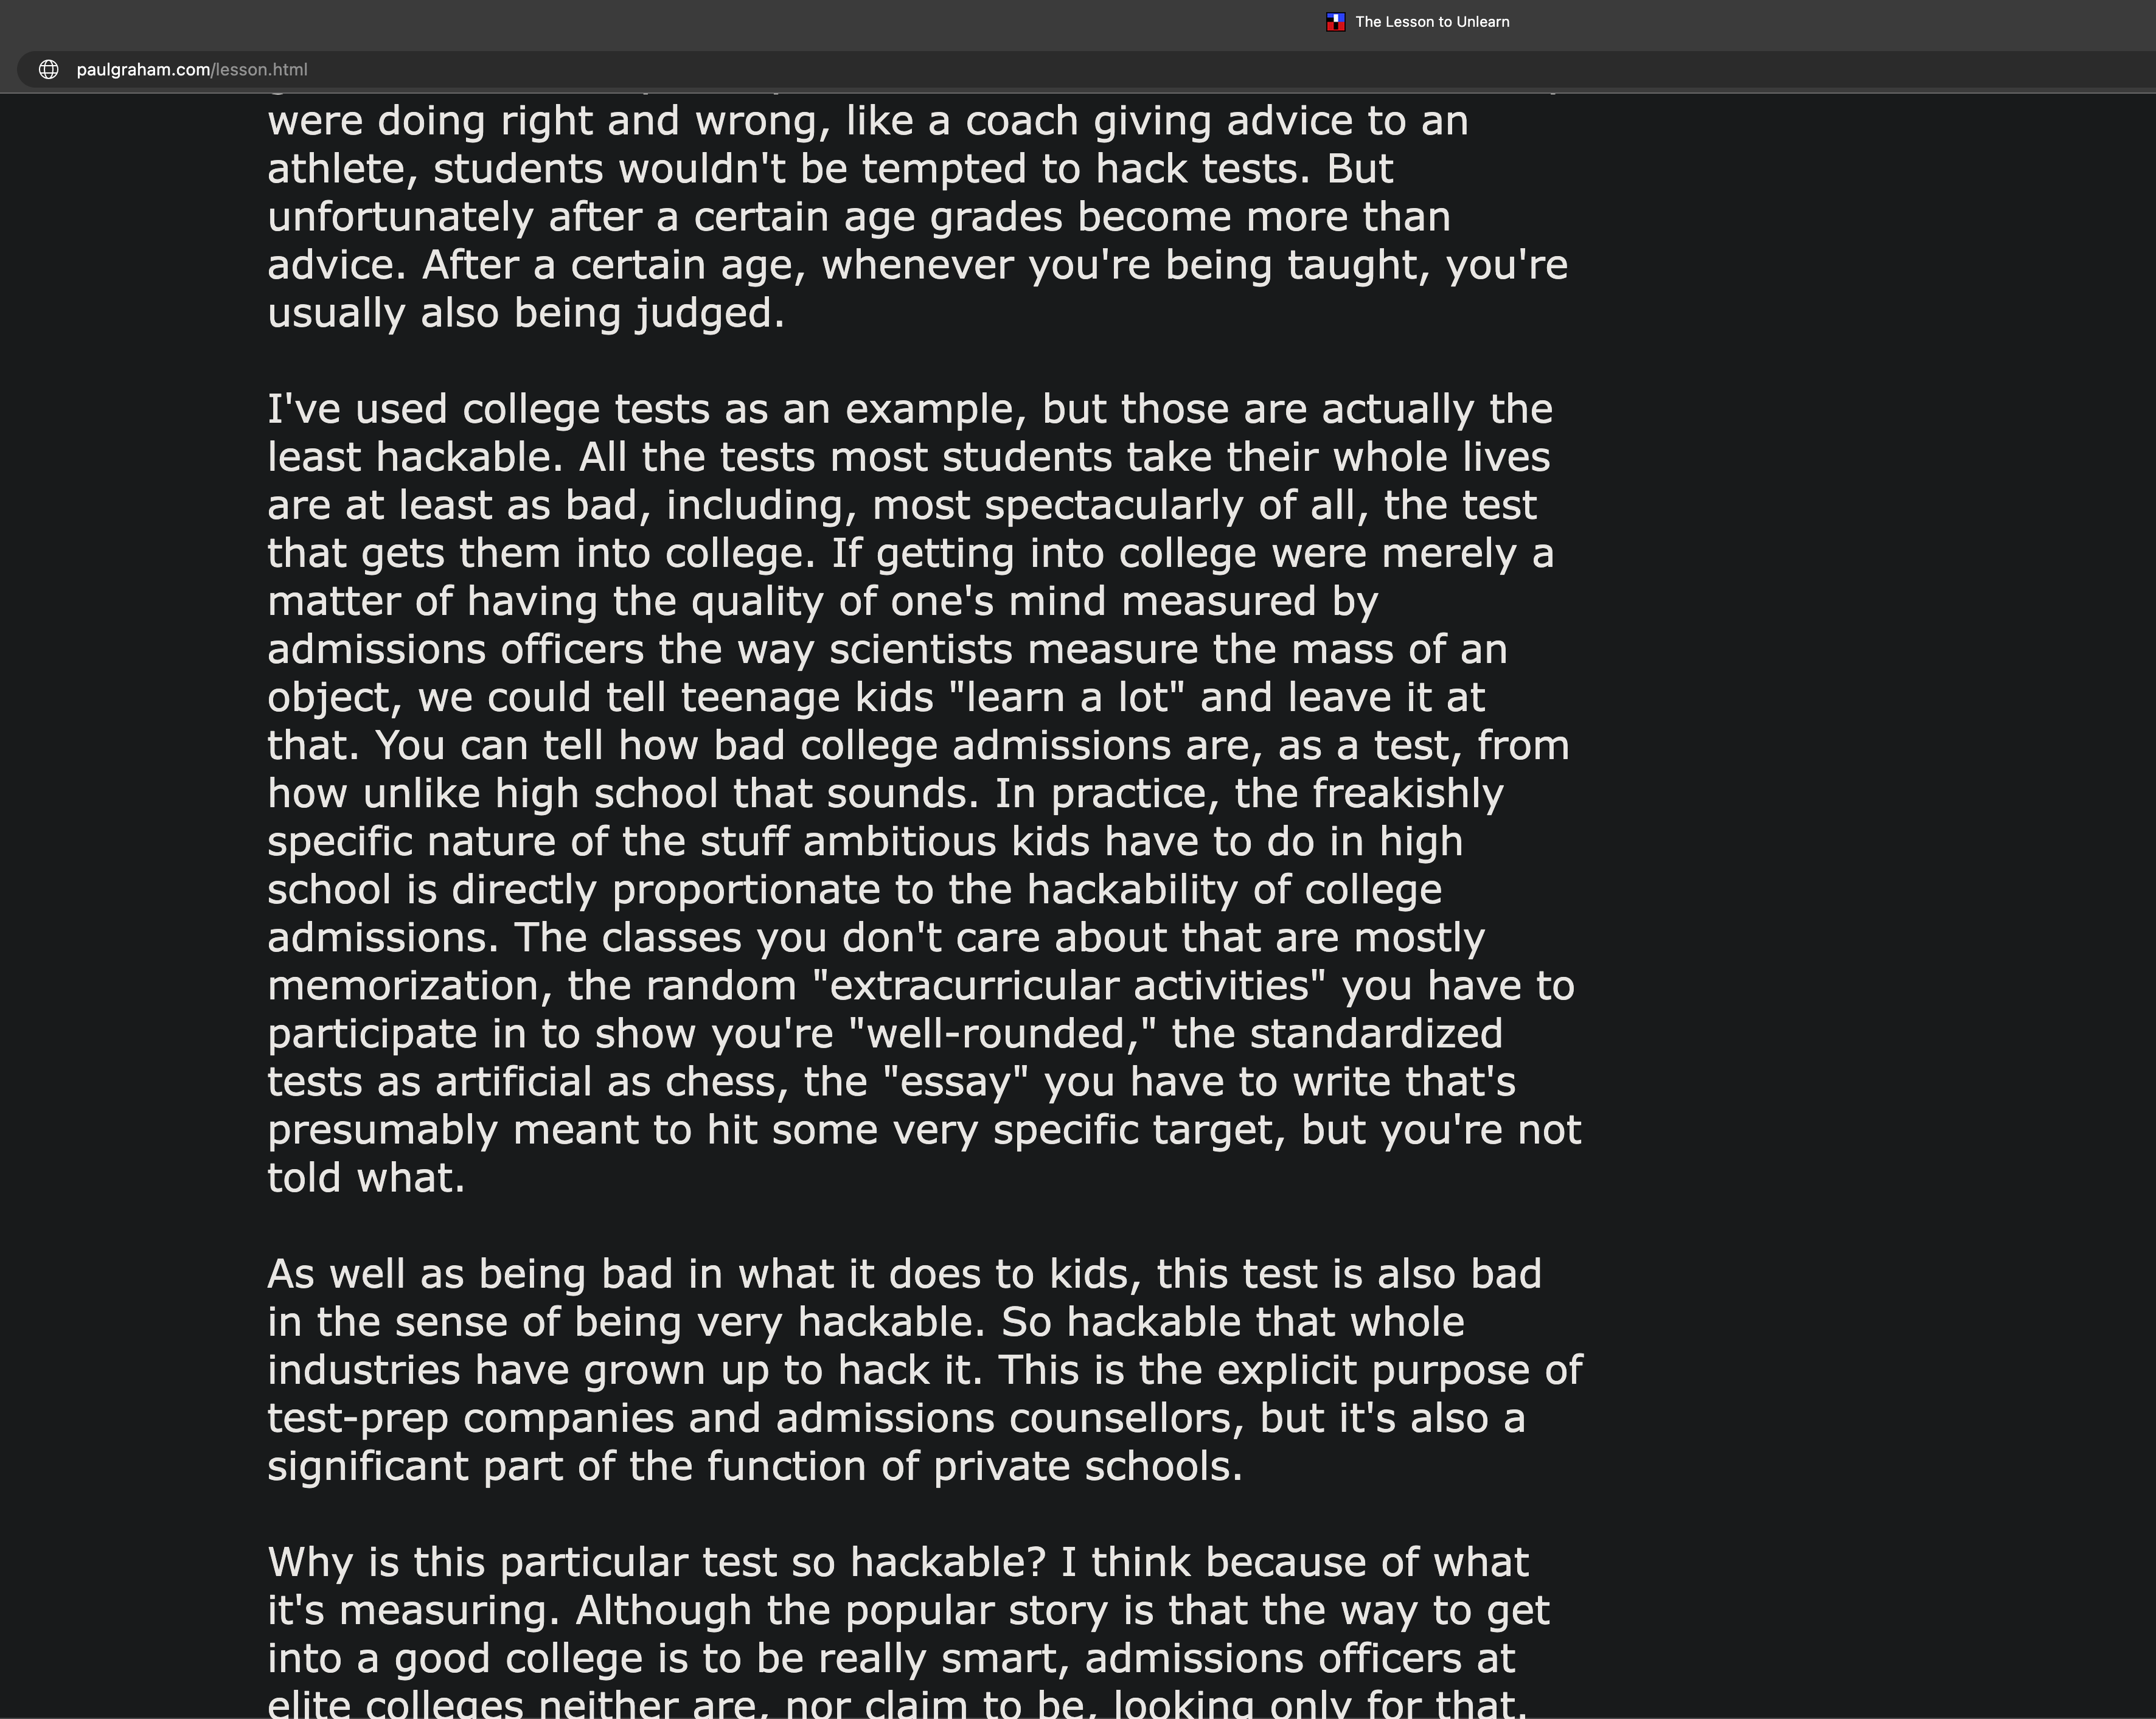 The Lesson to Unlearn
paulgraham.com/lesson.html
were doing right and wrong, like a coach giving advice to an
athlete, students wouldn't be tempted to hack tests. But
unfortunately after a certain age grades become more than
advice. After a certain age, whenever you're being taught, you're
usually also being judged.
I've used college tests as an example, but those are actually the
least hackable. All the tests most students take their whole lives
are at least as bad, including, most spectacularly of all, the test
that gets them into college. If getting into college were merely a
matter of having the quality of one's mind measured by
admissions officers the way scientists measure the mass of an
object, we could tell teenage kids "learn a lot" and leave it at
that. You can tell how bad college admissions are, as a test, from
how unlike high school that sounds. In practice, the freakishly
specific nature of the stuff ambitious kids have to do in high
school is directly proportionate to the hackability of college
admissions. The classes you don't care about that are mostly
memorization, the random "extracurricular activities" you have to
participate in to show you're "well-rounded," the standardized
tests as artificial as chess, the "essay" you have to write that's
presumably meant to hit some very specific target, but you're not
told what.
As well as being bad in what it does to kids, this test is also bad
in the sense of being very hackable. So hackable that whole
industries have grown up to hack it. This is the explicit purpose of
test-prep companies and admissions counsellors, but it's also a
significant part of the function of private schools.
Why is this particular test so hackable? I think because of what
it's measuring. Although the popular story is that the way to get
into a good college is to be really smart, admissions officers at
elite colleges neither are, nor claim to be, looking only for that.